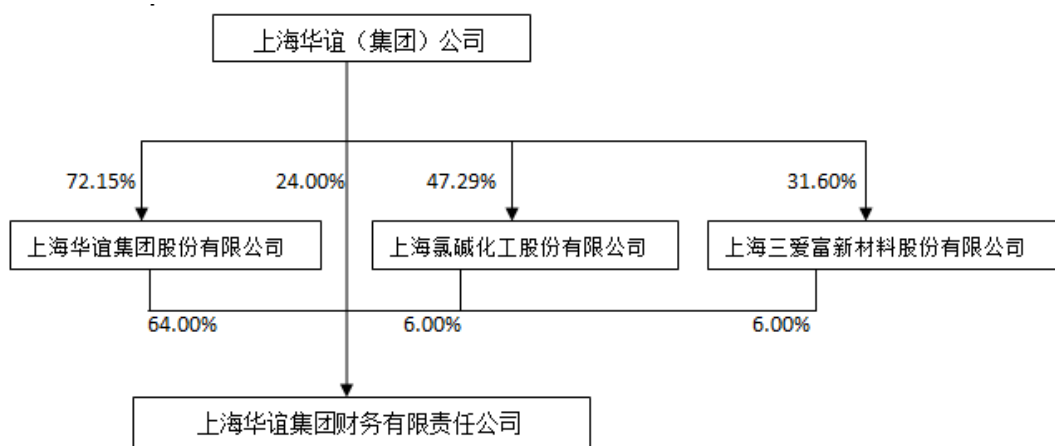 上海华谊（集团）公司
72.15%
24.00%
47.29%
31.60%
上海华谊集团股份有限公司
上海氯碱化工股份有限公司
上海三爱富新材料股份有限公司
64.00%
6.00%
6.00%
上海华谊集团财务有限责任公司